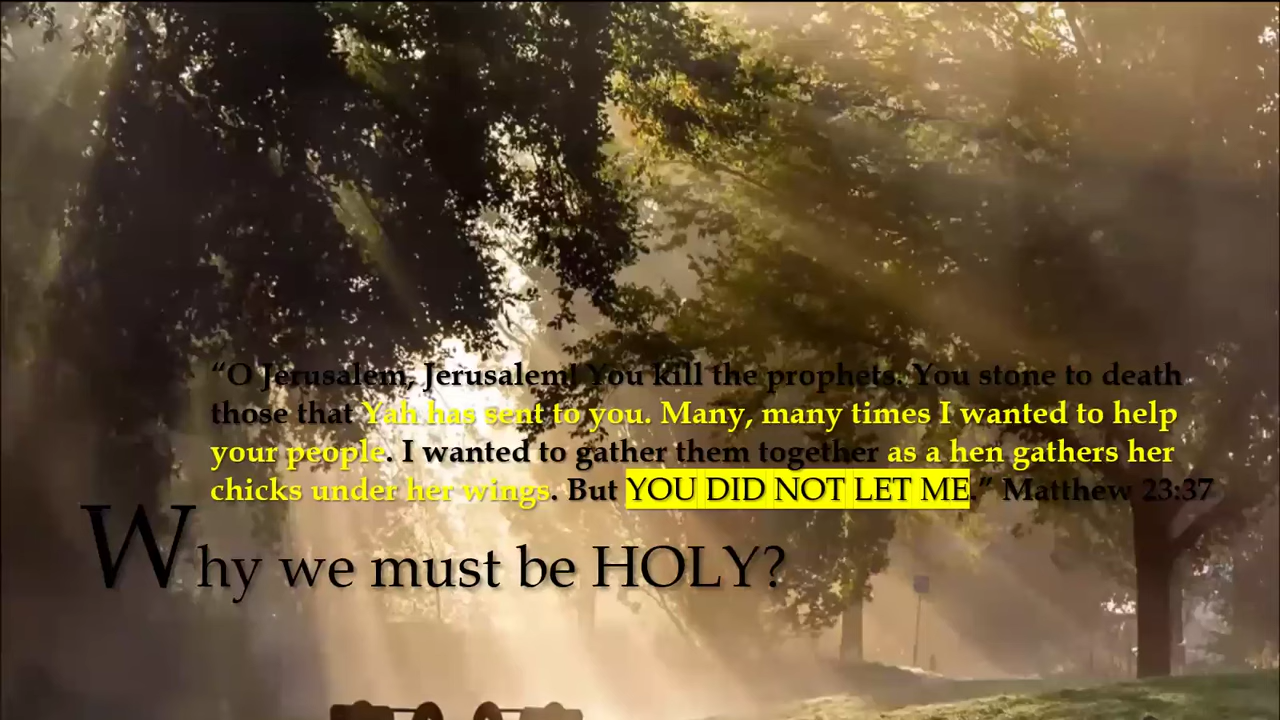 “O Jerusalem, Jerusalem! You kill the prophets. You stone to death
those that Yah has sent to you. Many, many times I wanted to help
your people. I wanted to gather them together as a hen gathers her
chicks under her wings. But YOU DID NOT LET ME.” Matthew 23:37
Why we must be HOLY?